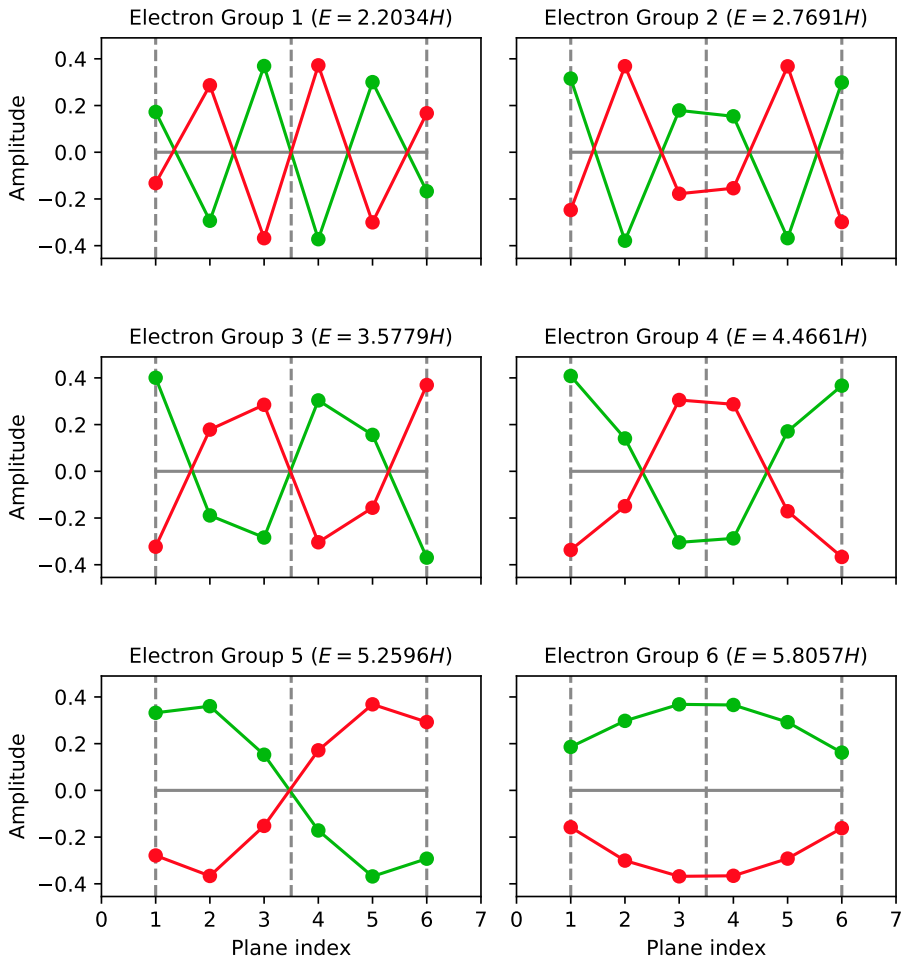 Electron Group 1 (E = 2.2034H)
Electron Group 2 (E = 2.7691H)
Amplitude
0.4
0.2
0.0
−0.2
−0.4
Electron Group 3 (E = 3.5779H)
Electron Group 4 (E = 4.4661H)
Amplitude
0.4
0.2
0.0
−0.2
−0.4
Electron Group 5 (E = 5.2596H)
Electron Group 6 (E = 5.8057H)
Amplitude
0.4
0.2
0.0
−0.2
−0.4
0 1 2 3 4 5 6 7
0 1 2 3 4 5 6 7
Plane index
Plane index